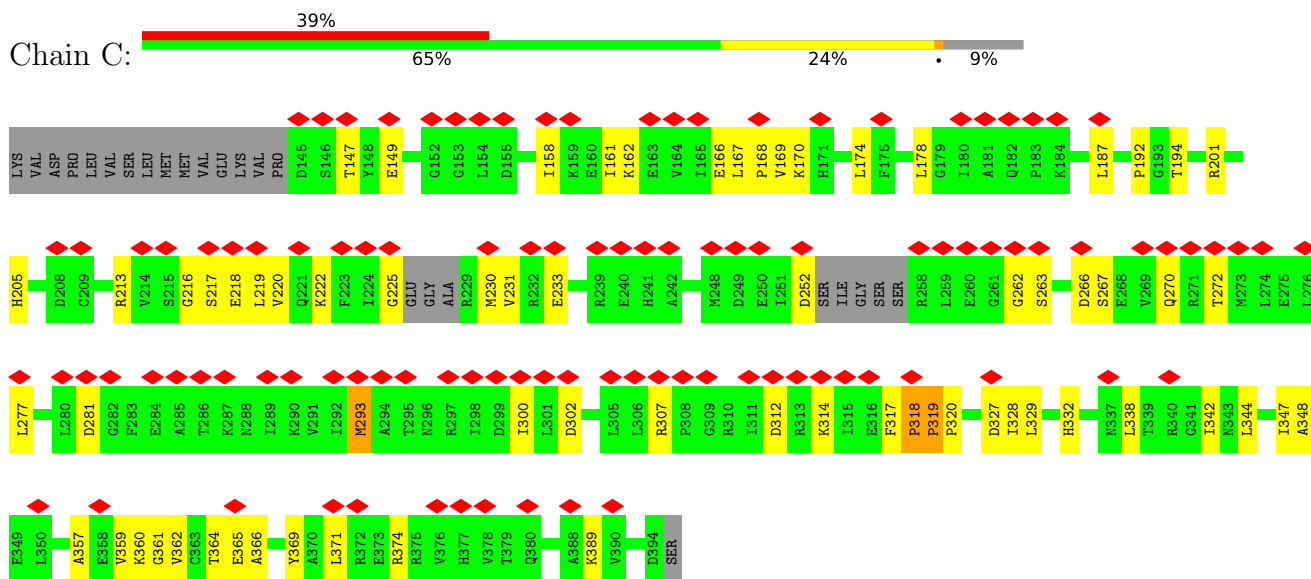 39%
Chain C:
65% 24% • 9%
LYS VAL ASP PRO LEU VAL SER LEU MET MET VAL GLU LYS VAL PRO D145 S146 T147 Y148 E149 G152 G153 L154 D155 I158 K159 E160 I161 K162 E163 V164 I165 E166 L167 P168 V169 K170 H171 L174 F175 L178 G179 I180 A181 Q182 P183 K184 L187 P192 G193 T194 R201
H205 D208 C209 R213 V214 S215 G216 S217 E218 L219 V220 Q221 K222 F223 I224 G225 GLU GLY ALA R229 M230 V231 R232 E233 R239 E240 H241 A242 M248 D249 E250 I251 D252 SER ILE GLY SER SER R258 L259 E260 G261 G262 S263 D266 S267 E268 V269 Q270 R271 T272 M273 L274 E275 L276
L277 L280 D281 G282 F283 E284 A285 T286 K287 N288 I289 K290 V291 I292 M293 A294 T295 N296 R297 I298 D299 I300 L301 D302 L305 L306 R307 P308 G309 R310 I311 D312 R313 K314 I315 E316 F317 P318 P319 P320 D327 I328 L329 H332 N337 L338 T339 R340 G341 I342 N343 L344 I347 A348
E349 L350 A357 E358 V359 K360 G361 V362 C363 T364 E365 A366 Y369 A370 L371 R372 E373 R374 R375 V376 H377 V378 T379 Q380 A388 K389 V390 D394 SER